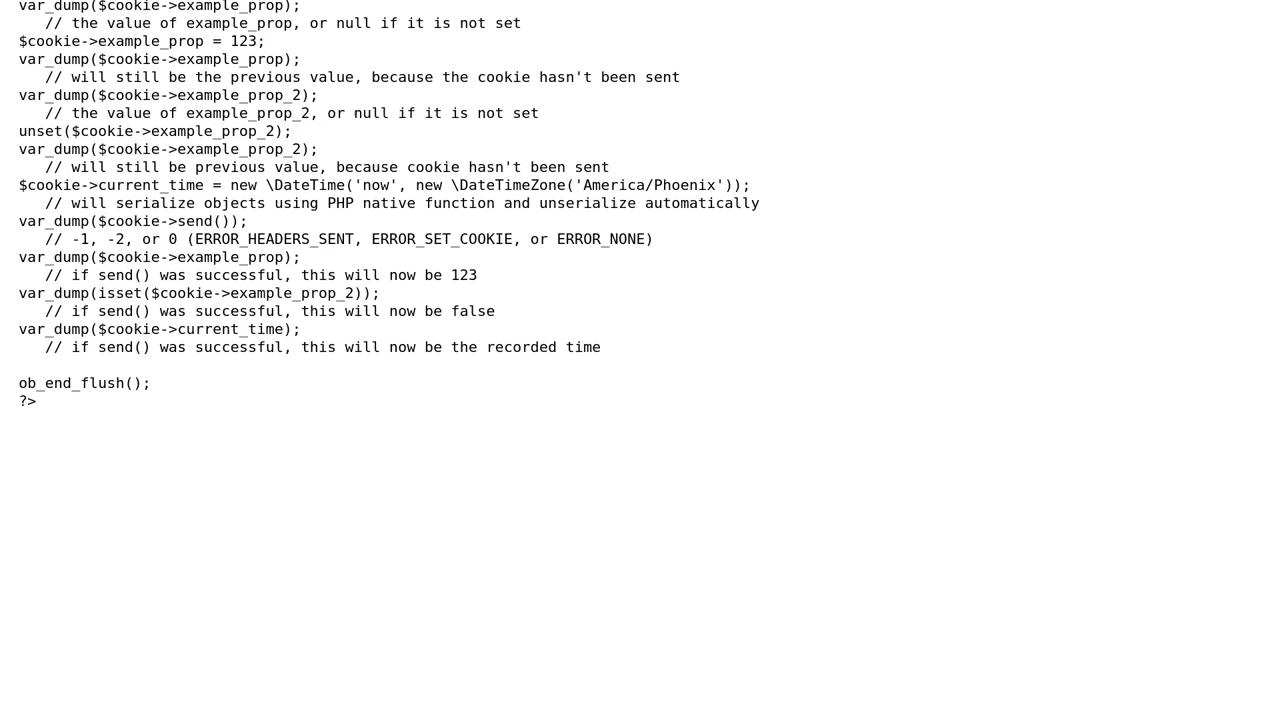 var_dump($cookie->example_prop);
   // the value of example_prop, or null if it is not set
$cookie->example_prop = 123;
var_dump($cookie->example_prop);
   // will still be the previous value, because the cookie hasn't been sent
var_dump($cookie->example_prop_2);
   // the value of example_prop_2, or null if it is not set
unset($cookie->example_prop_2);
var_dump($cookie->example_prop_2);
   // will still be previous value, because cookie hasn't been sent
$cookie->current_time = new \DateTime('now', new \DateTimeZone('America/Phoenix'));
   // will serialize objects using PHP native function and unserialize automatically
var_dump($cookie->send());
   // -1, -2, or 0 (ERROR_HEADERS_SENT, ERROR_SET_COOKIE, or ERROR_NONE)
var_dump($cookie->example_prop);
   // if send() was successful, this will now be 123
var_dump(isset($cookie->example_prop_2));
   // if send() was successful, this will now be false
var_dump($cookie->current_time);
   // if send() was successful, this will now be the recorded time

ob_end_flush();
?>